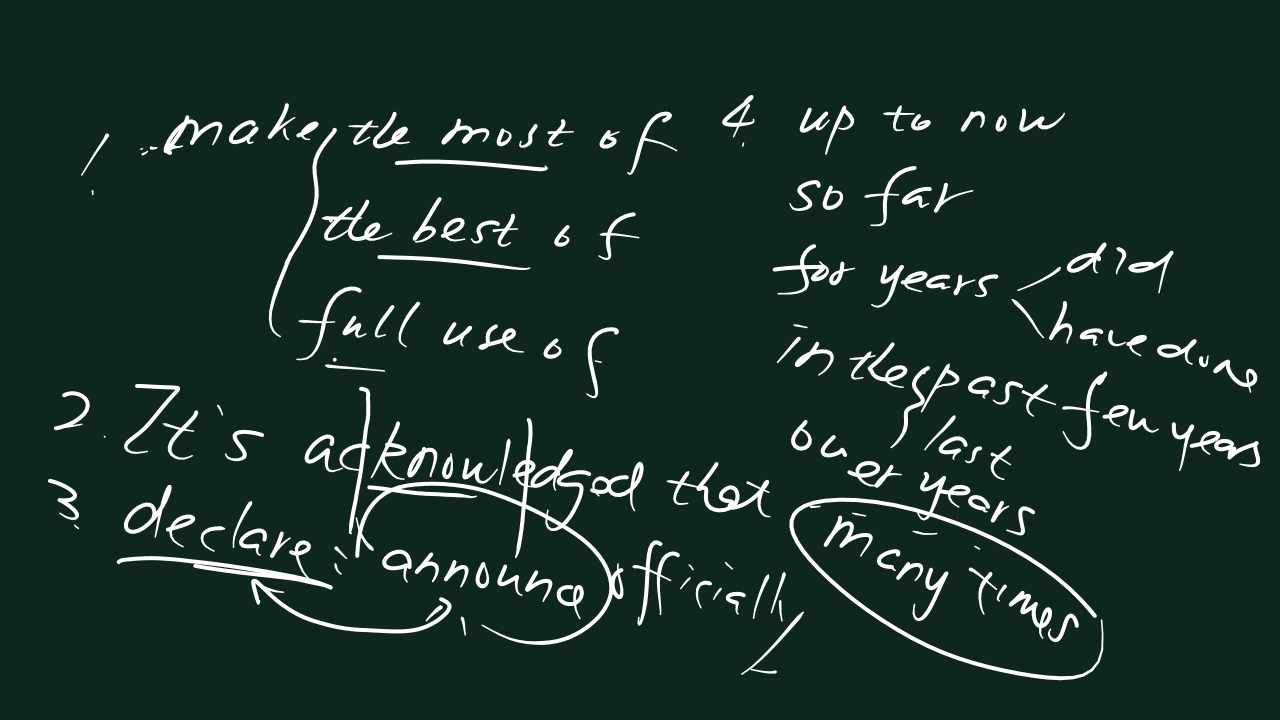 1. make the most of
the best of
full use of
2. It's acknowledged that
3. declare: announce officially
4. up to now
so far
for years did
have done
in the past few years
last
over years
many times